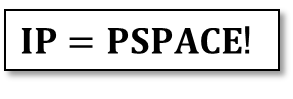 IP = PSPACE!